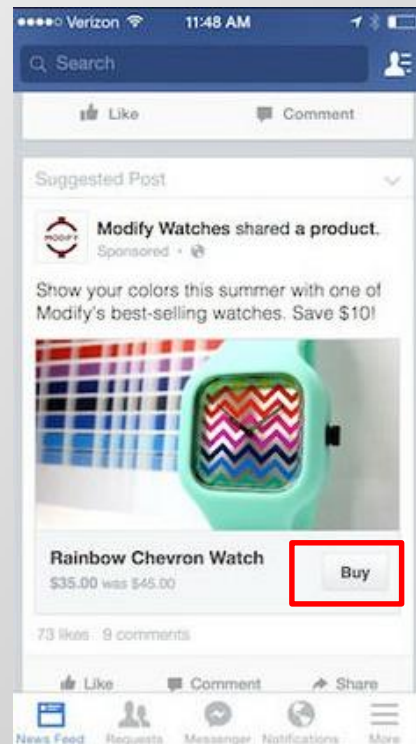 Verizon 11:48 AM
Search
Like Comment
Suggested Post
MODIFY
Modify Watches shared a product.
Sponsored ·
Show your colors this summer with one of
Modify's best-selling watches. Save $10!
Rainbow Chevron Watch
$35.00 was $45.00
Buy
73 likes 9 comments
Like Comment Share
News Feed Requests Messenger Notifications More